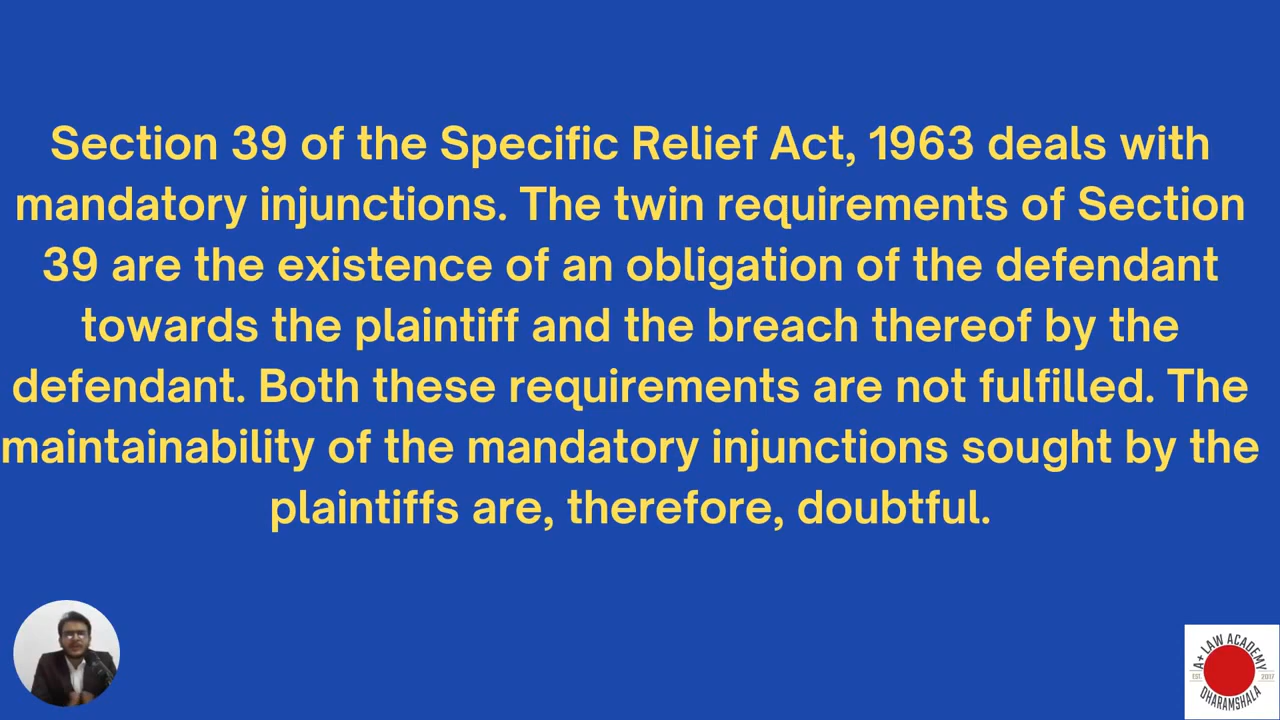 Section 39 of the Specific Relief Act, 1963 deals with
mandatory injunctions. The twin requirements of Section
39 are the existence of an obligation of the defendant
towards the plaintiff and the breach thereof by the
defendant. Both these requirements are not fulfilled. The
maintainability of the mandatory injunctions sought by the
plaintiffs are, therefore, doubtful.
A+ LAW ACADEMY
EST. 2017
DHARAMSHALA